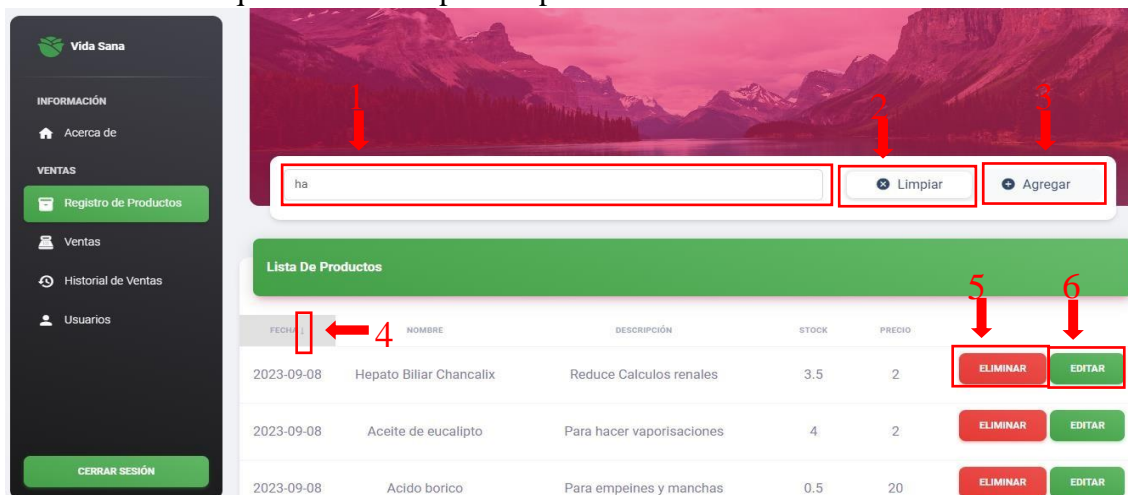 Vida Sana
INFORMACIÓN
Acerca de
VENTAS
Registro de Productos
Ventas
Historial de Ventas
Usuarios
CERRAR SESIÓN
1
2
3
ha
Limpiar
Agregar
Lista De Productos
5
6
4
FECHA NOMBRE DESCRIPCIÓN STOCK PRECIO
2023-09-08 Hepato Biliar Chancalix Reduce Calculos renales 3.5 2 ELIMINAR EDITAR
2023-09-08 Aceite de eucalipto Para hacer vaporisaciones 4 2 ELIMINAR EDITAR
2023-09-08 Acido borico Para empeines y manchas 0.5 20 ELIMINAR EDITAR